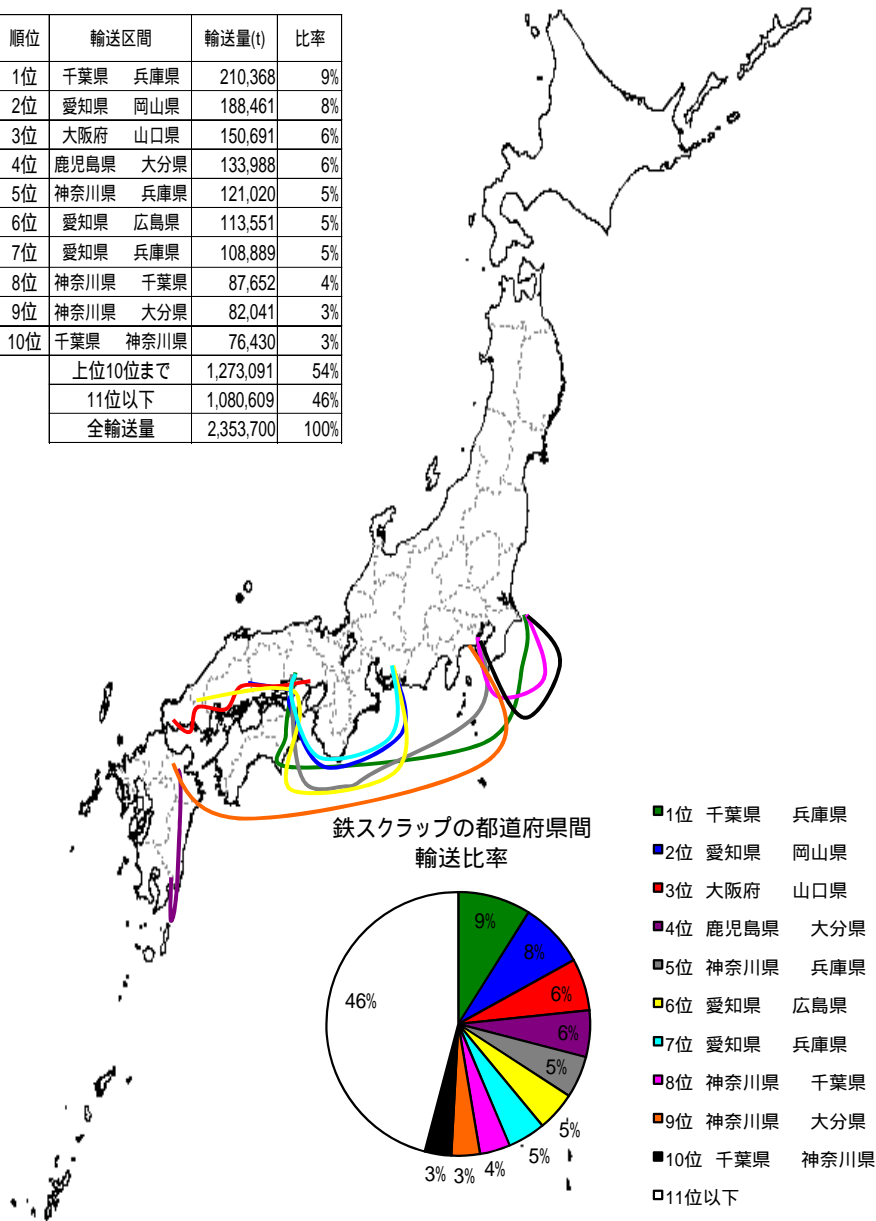 順位 輸送区間 輸送量(t) 比率
1位 千葉県 兵庫県 210,368 9%
2位 愛知県 岡山県 188,461 8%
3位 大阪府 山口県 150,691 6%
4位 鹿児島県 大分県 133,988 6%
5位 神奈川県 兵庫県 121,020 5%
6位 愛知県 広島県 113,551 5%
7位 愛知県 兵庫県 108,889 5%
8位 神奈川県 千葉県 87,652 4%
9位 神奈川県 大分県 82,041 3%
10位 千葉県 神奈川県 76,430 3%
上位10位まで 1,273,091 54%
11位以下 1,080,609 46%
全輸送量 2,353,700 100%
鉄スクラップの都道府県間
輸送比率
9%
8%
6%
6%
5%
5%
5%
4%
3%
3%
46%
1位 千葉県 兵庫県
2位 愛知県 岡山県
3位 大阪府 山口県
4位 鹿児島県 大分県
5位 神奈川県 兵庫県
6位 愛知県 広島県
7位 愛知県 兵庫県
8位 神奈川県 千葉県
9位 神奈川県 大分県
10位 千葉県 神奈川県
11位以下